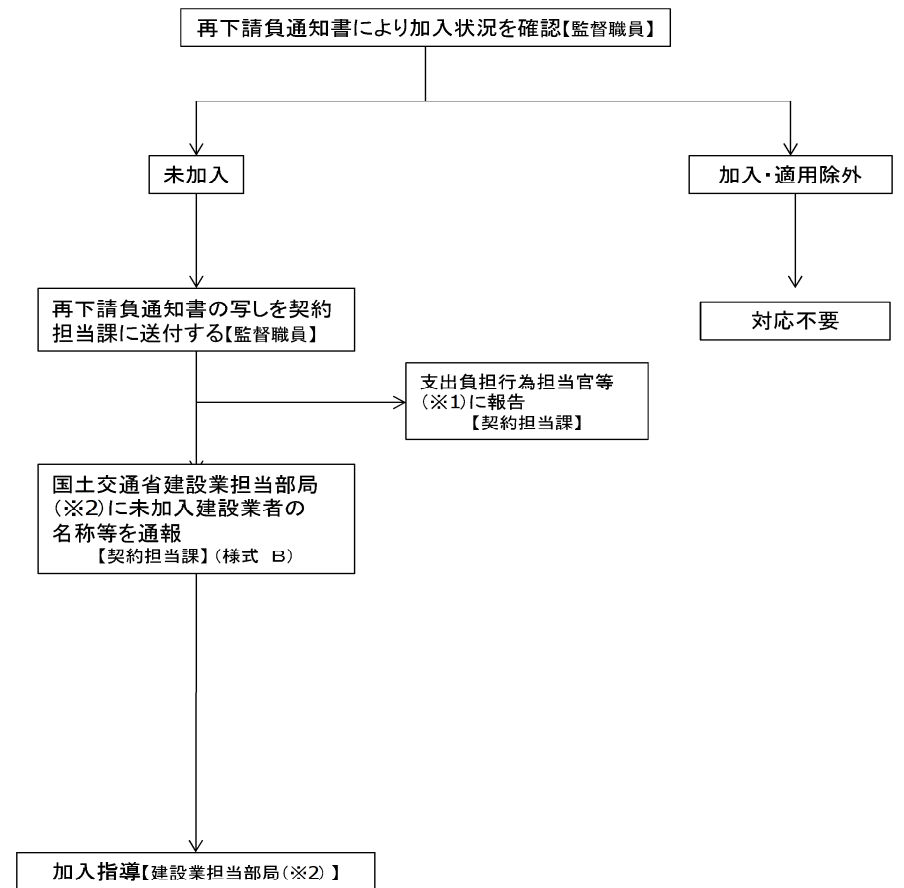 再下請負通知書により加入状況を確認【監督職員】
未加入
加入・適用除外
再下請負通知書の写しを契約
担当課に送付する【監督職員】
対応不要
支出負担行為担当官等
(※1)に報告
【契約担当課】
国土交通省建設業担当部局
(※2)に未加入建設業者の
名称等を通報
【契約担当課】(様式 B)
加入指導【建設業担当部局(※2) 】